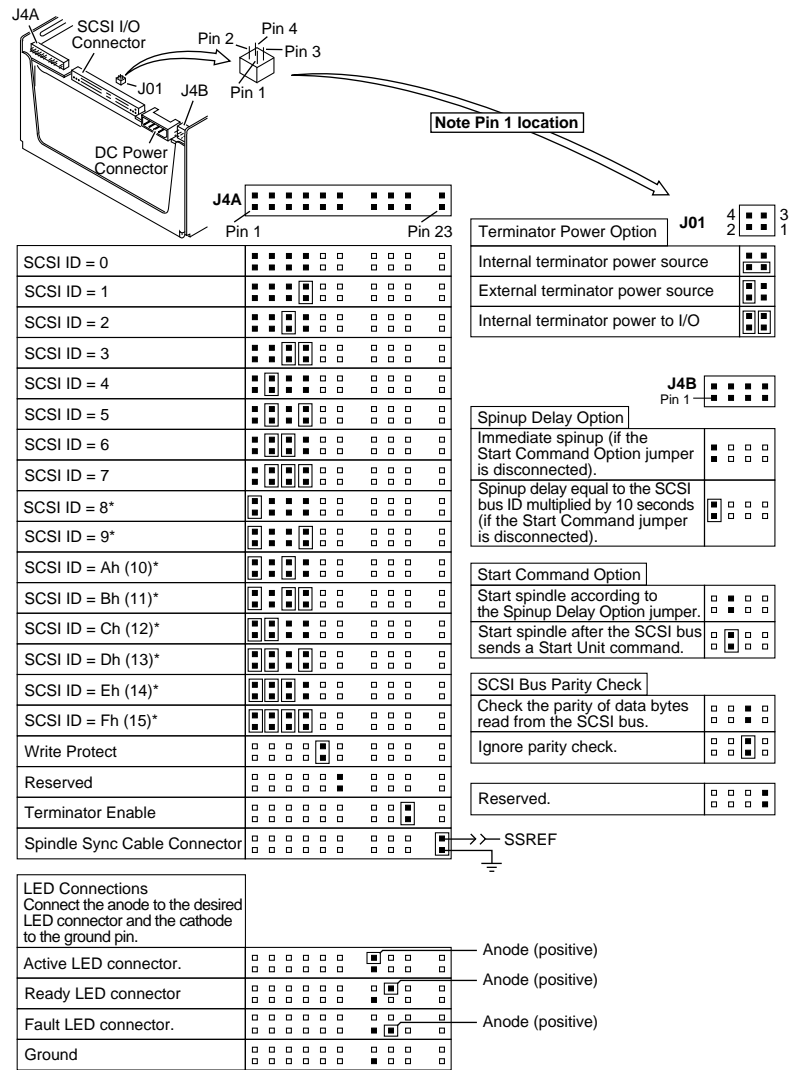 J4A
SCSI I/O
Connector
Pin 2
Pin 4
Pin 3
J01
J4B
Pin 1
DC Power
Connector
Note Pin 1 location
J4A
Pin 1
Pin 23
SCSI ID = 0
SCSI ID = 1
SCSI ID = 2
SCSI ID = 3
SCSI ID = 4
SCSI ID = 5
SCSI ID = 6
SCSI ID = 7
SCSI ID = 8*
SCSI ID = 9*
SCSI ID = Ah (10)*
SCSI ID = Bh (11)*
SCSI ID = Ch (12)*
SCSI ID = Dh (13)*
SCSI ID = Eh (14)*
SCSI ID = Fh (15)*
Write Protect
Reserved
Terminator Enable
Spindle Sync Cable Connector
SSREF
LED Connections
Connect the anode to the desired
LED connector and the cathode
to the ground pin.
Active LED connector.
Anode (positive)
Ready LED connector
Anode (positive)
Fault LED connector.
Anode (positive)
Ground
Terminator Power Option
J01
4 3
2 1
Internal terminator power source
External terminator power source
Internal terminator power to I/O
J4B
Pin 1
Spinup Delay Option
Immediate spinup (if the
Start Command Option jumper
is disconnected).
Spinup delay equal to the SCSI
bus ID multiplied by 10 seconds
(if the Start Command jumper
is disconnected).
Start Command Option
Start spindle according to
the Spinup Delay Option jumper.
Start spindle after the SCSI bus
sends a Start Unit command.
SCSI Bus Parity Check
Check the parity of data bytes
read from the SCSI bus.
Ignore parity check.
Reserved.